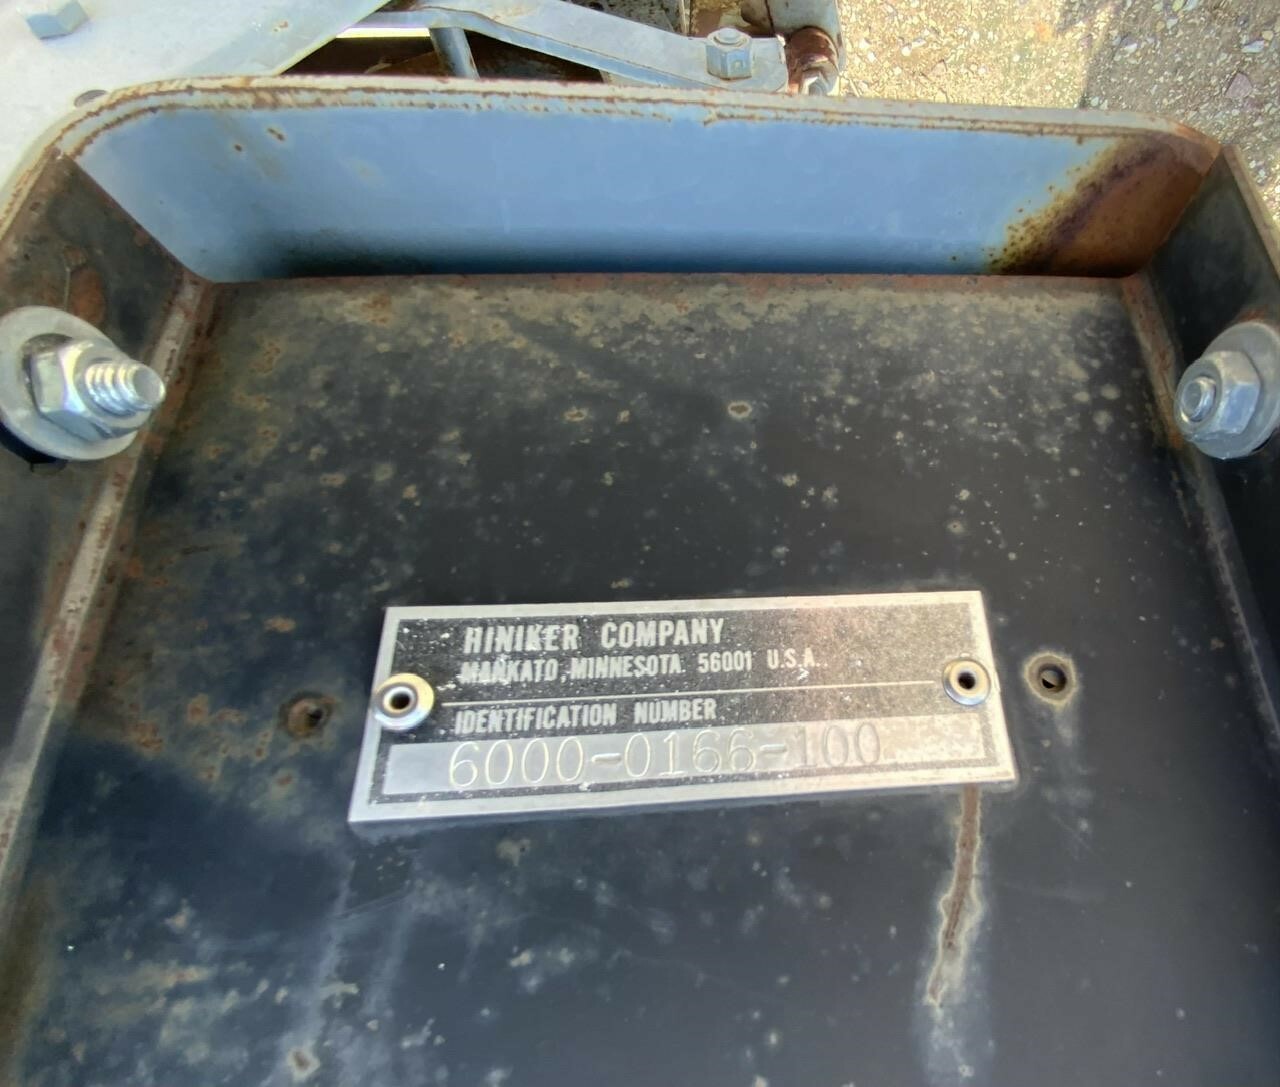 HINIKER COMPANY
MANKATO, MINNESOTA. 56001 U.S.A.
IDENTIFICATION NUMBER
6000-0166-100